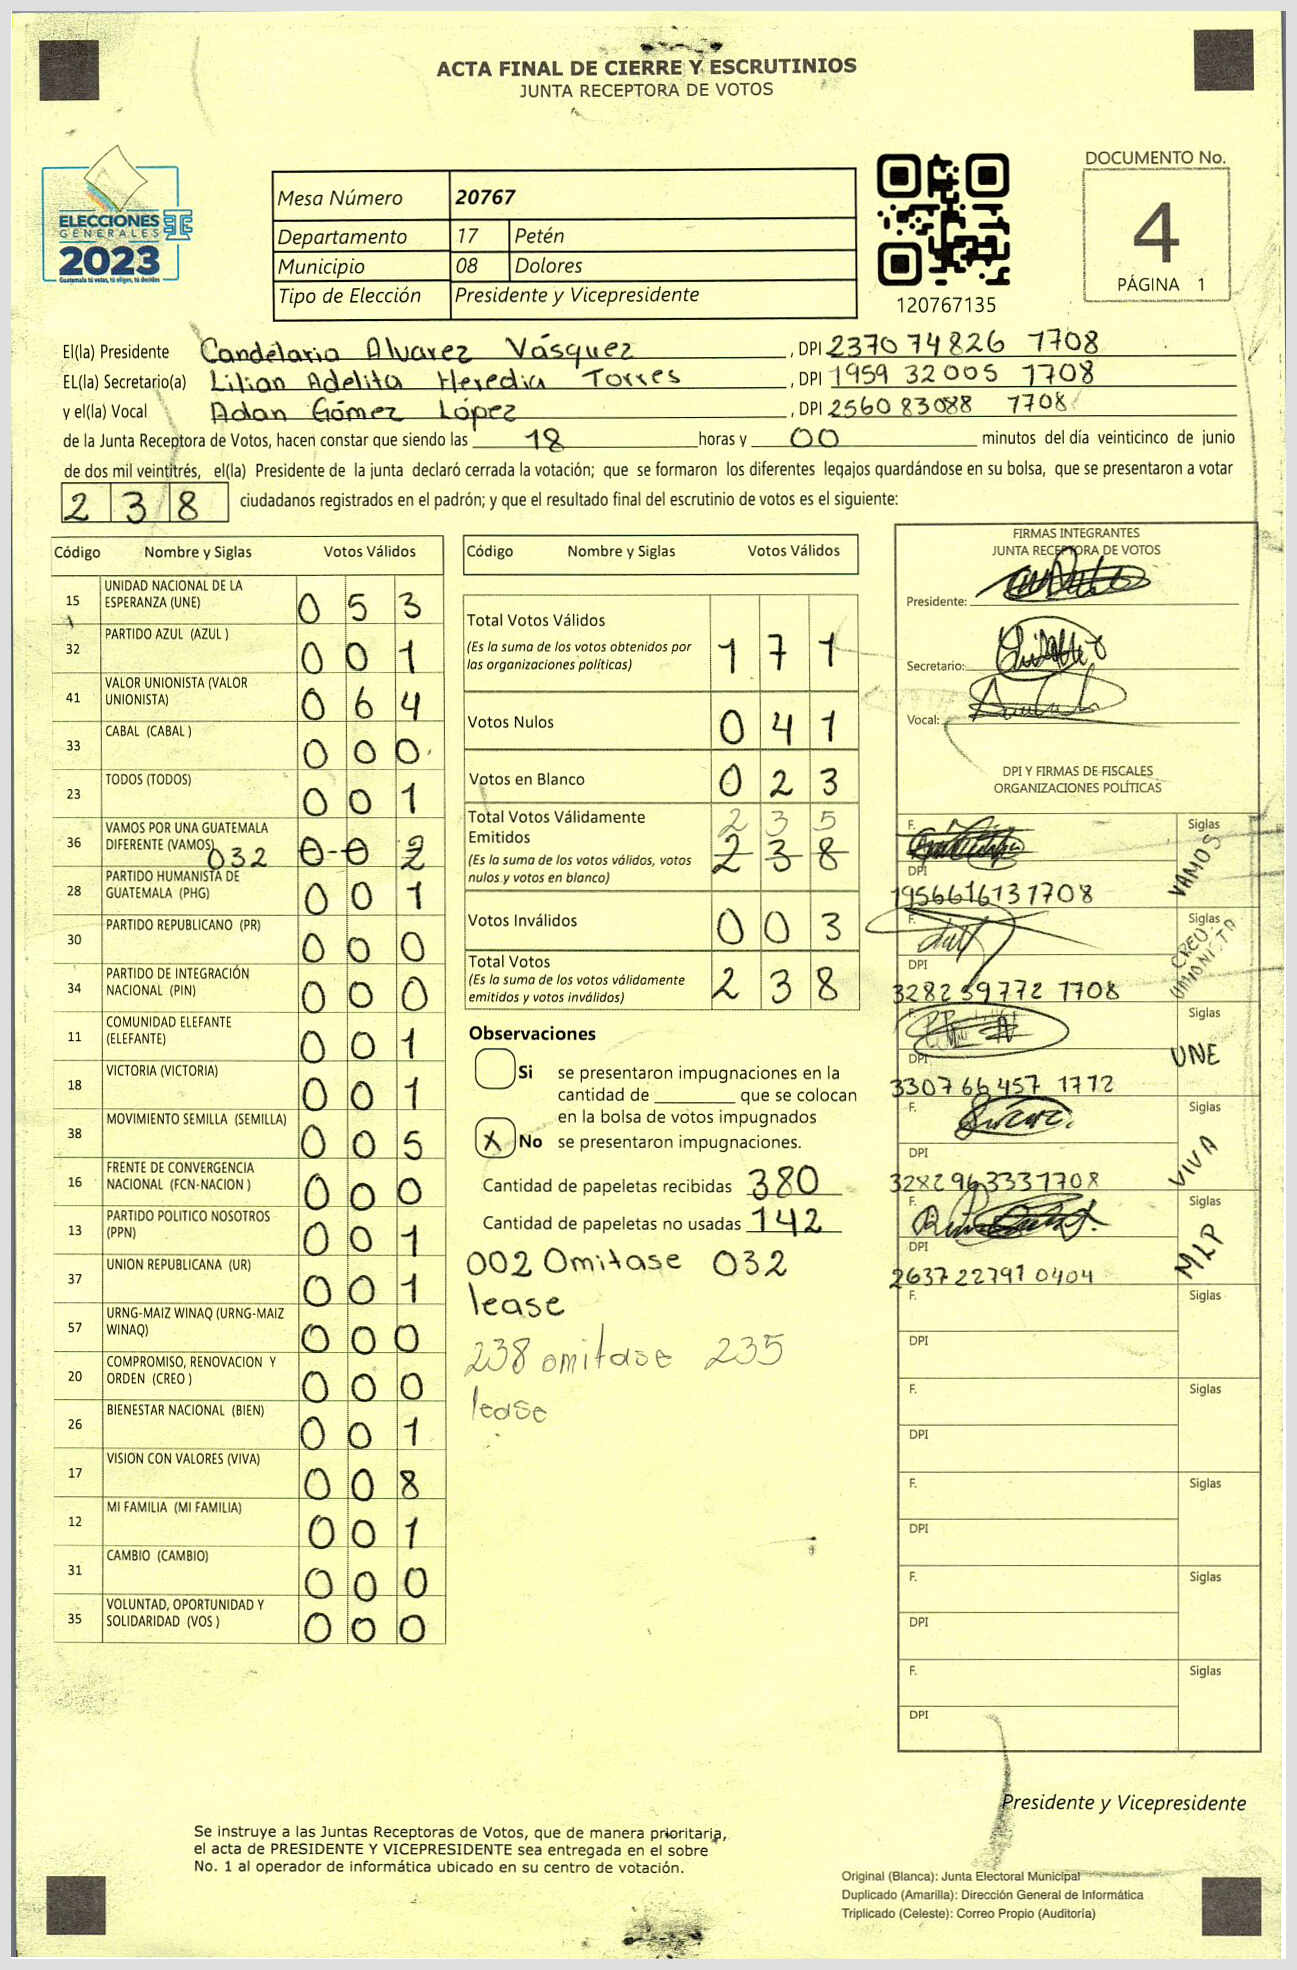 ACTA FINAL DE CIERRE Y ESCRUTINIOS
JUNTA RECEPTORA DE VOTOS
ELECCIONES
GENERALES
2023
Guatemala tú votas, tú eliges, tú decides
Mesa Número 20767
Departamento 17 Petén
Municipio 08 Dolores
Tipo de Elección Presidente y Vicepresidente
120767135
DOCUMENTO No.
4
PÁGINA 1
El(la) Presidente Candelaria Alvarez Vásquez , DPI 2370 74826 1708
EL(la) Secretario(a) Lilian Adelita Heredia Torres , DPI 1959 32005 1708
y el(la) Vocal Adan Gómez López , DPI 2560 83088 1708
de la Junta Receptora de Votos, hacen constar que siendo las 18 horas y 00 minutos del día veinticinco de junio
de dos mil veintitrés, el(la) Presidente de la junta declaró cerrada la votación; que se formaron los diferentes legajos quardándose en su bolsa, que se presentaron a votar
2 3 8 ciudadanos registrados en el padrón; y que el resultado final del escrutinio de votos es el siguiente:
Código Nombre y Siglas Votos Válidos
15 UNIDAD NACIONAL DE LA ESPERANZA (UNE) 0 5 3
32 PARTIDO AZUL (AZUL ) 0 0 1
41 VALOR UNIONISTA (VALOR UNIONISTA) 0 6 4
33 CABAL (CABAL ) 0 0 0
23 TODOS (TODOS) 0 0 1
36 VAMOS POR UNA GUATEMALA DIFERENTE (VAMOS) 032 0 0 2
28 PARTIDO HUMANISTA DE GUATEMALA (PHG) 0 0 1
30 PARTIDO REPUBLICANO (PR) 0 0 0
34 PARTIDO DE INTEGRACIÓN NACIONAL (PIN) 0 0 0
11 COMUNIDAD ELEFANTE (ELEFANTE) 0 0 1
18 VICTORIA (VICTORIA) 0 0 1
38 MOVIMIENTO SEMILLA (SEMILLA) 0 0 5
16 FRENTE DE CONVERGENCIA NACIONAL (FCN-NACION ) 0 0 0
13 PARTIDO POLITICO NOSOTROS (PPN) 0 0 1
37 UNION REPUBLICANA (UR) 0 0 1
57 URNG-MAIZ WINAQ (URNG-MAIZ WINAQ) 0 0 0
20 COMPROMISO, RENOVACION Y ORDEN (CREO ) 0 0 0
26 BIENESTAR NACIONAL (BIEN) 0 0 1
17 VISION CON VALORES (VIVA) 0 0 8
12 MI FAMILIA (MI FAMILIA) 0 0 1
31 CAMBIO (CAMBIO) 0 0 0
35 VOLUNTAD, OPORTUNIDAD Y SOLIDARIDAD (VOS ) 0 0 0
Código Nombre y Siglas Votos Válidos
Total Votos Válidos 1 7 1
(Es la suma de los votos obtenidos por
las organizaciones políticas)
Votos Nulos 0 4 1
Votos en Blanco 0 2 3
Total Votos Válidamente 2 3 5
Emitidos 2 3 8
(Es la suma de los votos válidos, votos
nulos y votos en blanco)
Votos Inválidos 0 0 3
Total Votos 2 3 8
(Es la suma de los votos válidamente
emitidos y votos inválidos)
Observaciones
Si se presentaron impugnaciones en la
cantidad de ________ que se colocan
en la bolsa de votos impugnados
X No se presentaron impugnaciones.
Cantidad de papeletas recibidas 380
Cantidad de papeletas no usadas 142
002 Omitase 032
lease
238 omitase 235
lease
FIRMAS INTEGRANTES
JUNTA RECEPTORA DE VOTOS
Presidente:
Secretario:
Vocal:
DPI Y FIRMAS DE FISCALES
ORGANIZACIONES POLÍTICAS
F. Siglas VAMOS
DPI
1956616131708
F. Siglas CREO. UNIONISTA
DPI
3282 59772 1708
F. Siglas UNE
DPI
3307 66 457 1712
F. Siglas VIVA
DPI
3282963331708
F. Siglas MLP
DPI
2637 22791 0404
F. Siglas
DPI
F. Siglas
DPI
F. Siglas
DPI
F. Siglas
DPI
F. Siglas
DPI
Presidente y Vicepresidente
Se instruye a las Juntas Receptoras de Votos, que de manera prioritaria,
el acta de PRESIDENTE Y VICEPRESIDENTE sea entregada en el sobre
No. 1 al operador de informática ubicado en su centro de votación.
Original (Blanca): Junta Electoral Municipal
Duplicado (Amarilla): Dirección General de Informática
Triplicado (Celeste): Correo Propio (Auditoría)